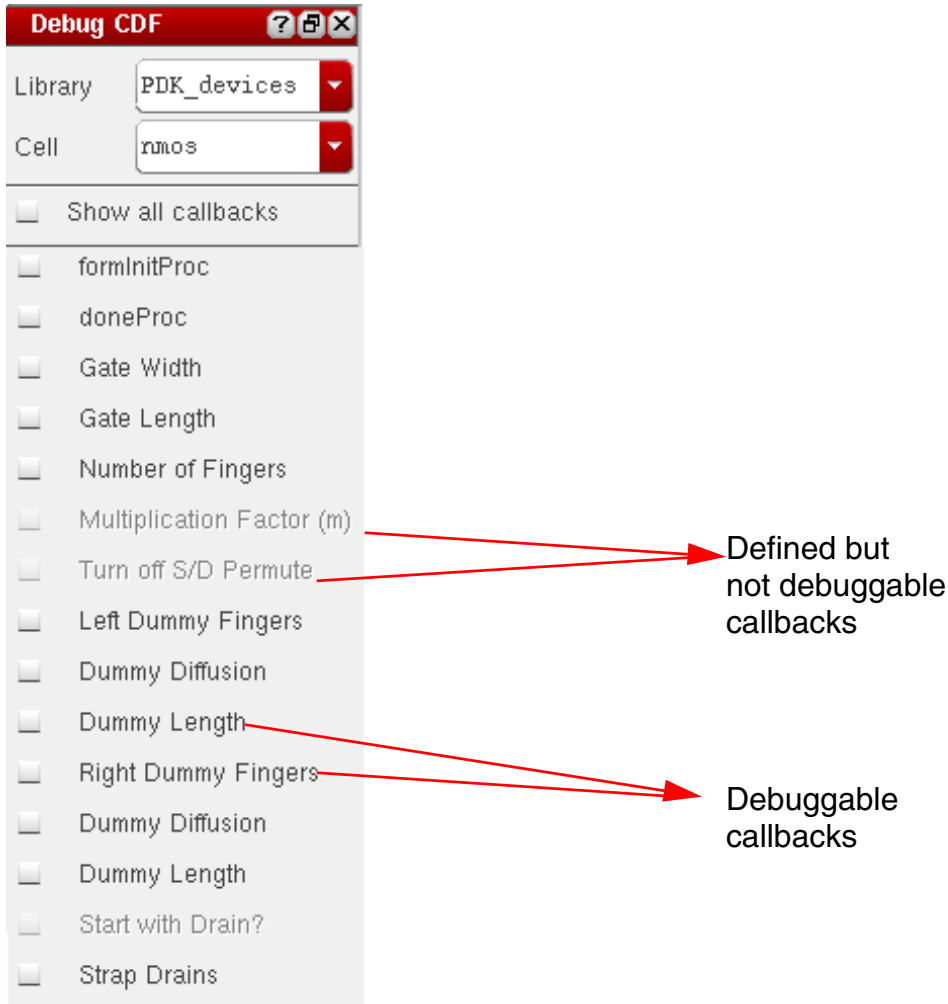 Debug CDF
Library PDK_devices
Cell nmos
Show all callbacks
formInitProc
doneProc
Gate Width
Gate Length
Number of Fingers
Multiplication Factor (m)
Turn off S/D Permute
Left Dummy Fingers
Dummy Diffusion
Dummy Length
Right Dummy Fingers
Dummy Diffusion
Dummy Length
Start with Drain?
Strap Drains
Defined but
not debuggable
callbacks
Debuggable
callbacks